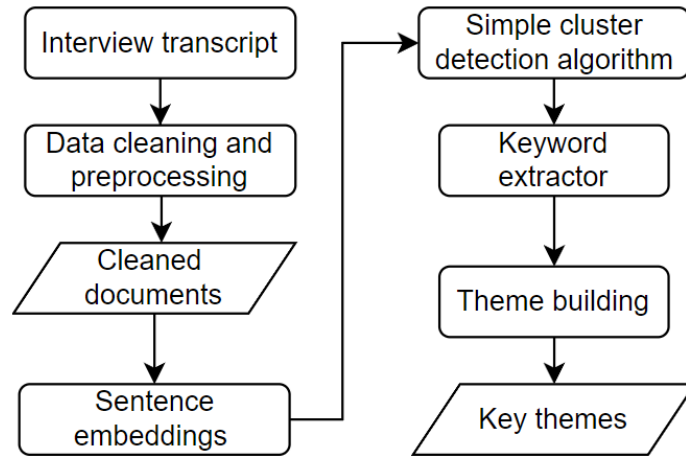 Interview transcript
Data cleaning and
preprocessing
Cleaned
documents
Sentence
embeddings
Simple cluster
detection algorithm
Keyword
extractor
Theme building
Key themes